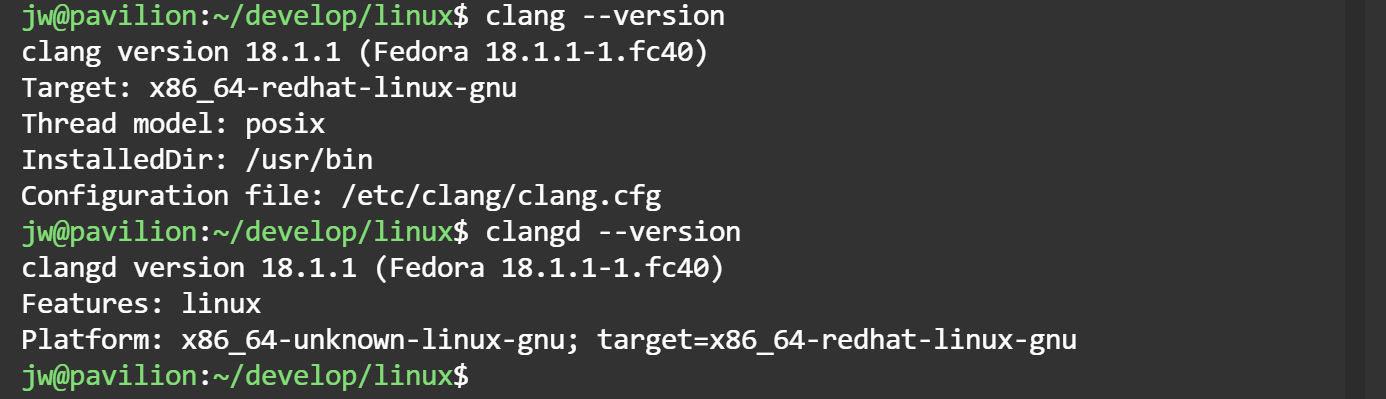 jw@pavilion:~/develop/linux$ clang --version
clang version 18.1.1 (Fedora 18.1.1-1.fc40)
Target: x86_64-redhat-linux-gnu
Thread model: posix
InstalledDir: /usr/bin
Configuration file: /etc/clang/clang.cfg
jw@pavilion:~/develop/linux$ clangd --version
clangd version 18.1.1 (Fedora 18.1.1-1.fc40)
Features: linux
Platform: x86_64-unknown-linux-gnu; target=x86_64-redhat-linux-gnu
jw@pavilion:~/develop/linux$